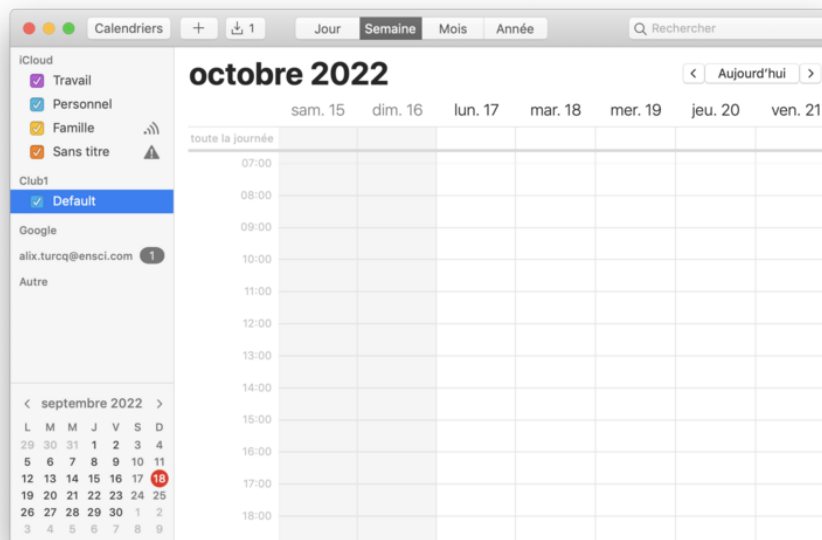 Calendriers + 1 Jour Semaine Mois Année Rechercher
iCloud
Travail
Personnel
Famille
Sans titre
Club1
Default
Google
alix.turcq@ensci.com 1
Autre
< septembre 2022 >
L M M J V S D
29 30 31 1 2 3 4
5 6 7 8 9 10 11
12 13 14 15 16 17 18
19 20 21 22 23 24 25
26 27 28 29 30 1 2
3 4 5 6 7 8 9
octobre 2022
< Aujourd'hui >
sam. 15 dim. 16 lun. 17 mar. 18 mer. 19 jeu. 20 ven. 21
toute la journée
07:00
08:00
09:00
10:00
11:00
12:00
13:00
14:00
15:00
16:00
17:00
18:00